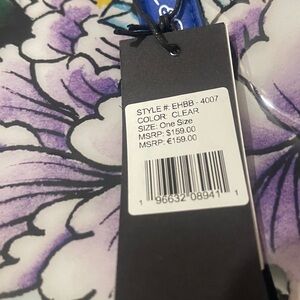 STYLE #: EHBB - 4007
COLOR: CLEAR
SIZE: One Size
MSRP: $159.00
MSRP: €159.00
1 96632 08941 1